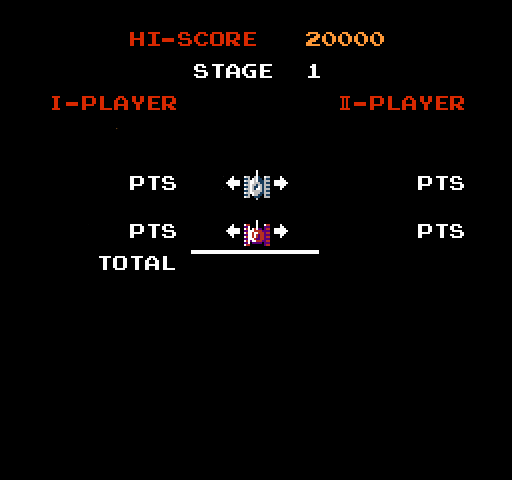 HI-SCORE 20000
STAGE 1
I-PLAYER II-PLAYER
PTS PTS
PTS PTS
TOTAL